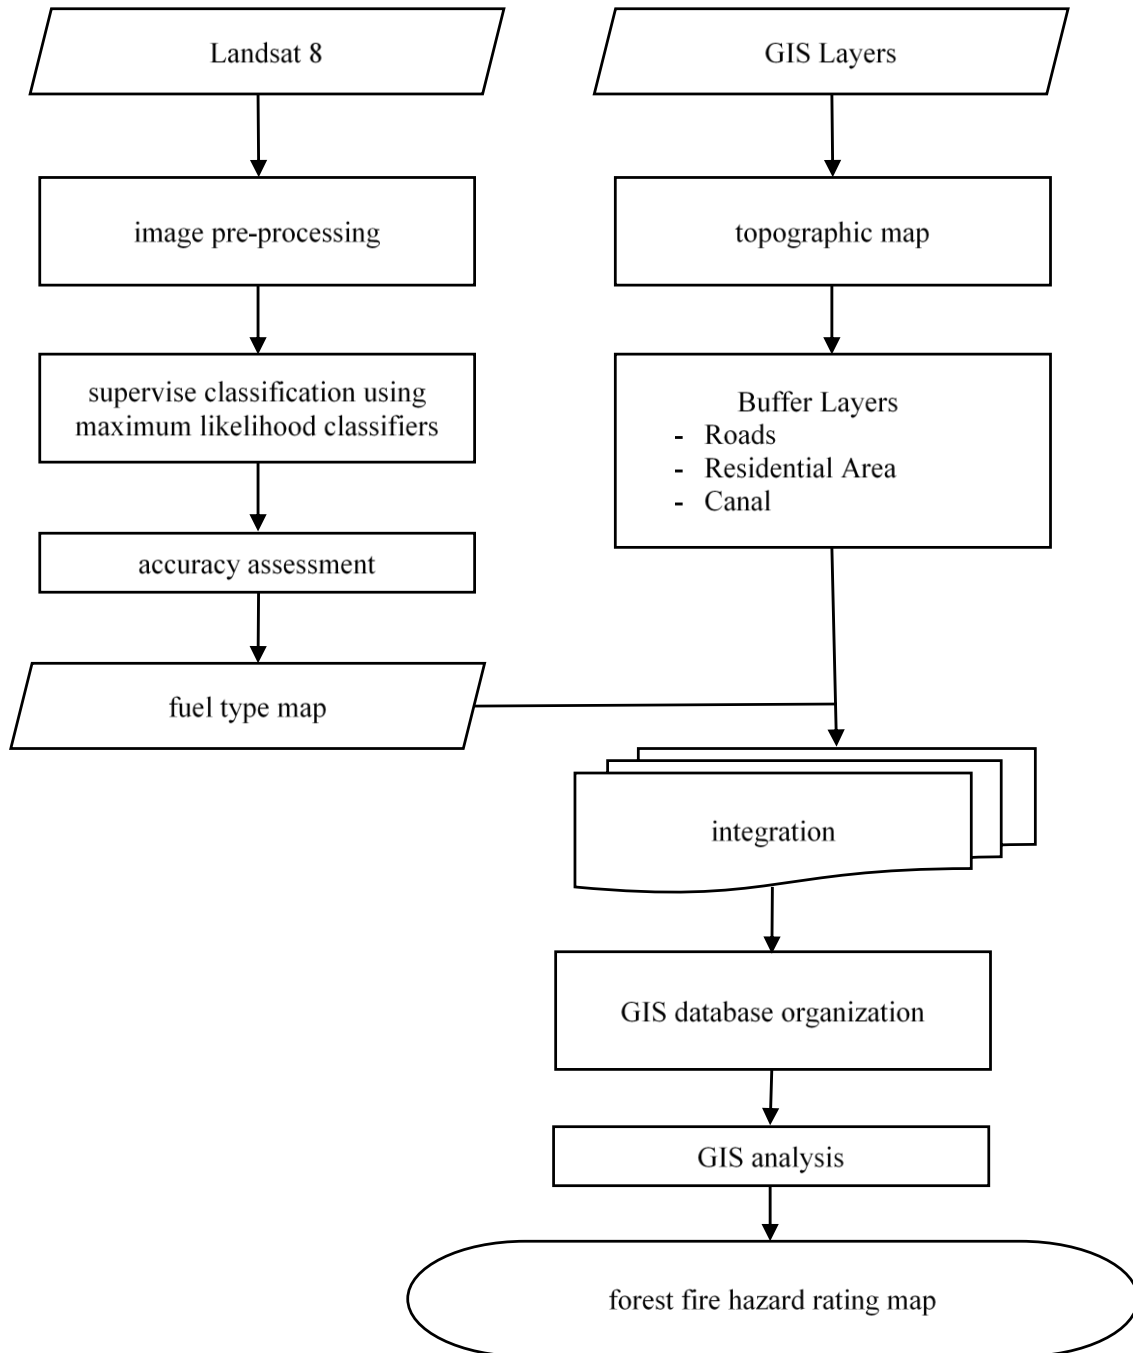 Landsat 8
GIS Layers
image pre-processing
topographic map
supervise classification using
maximum likelihood classifiers
Buffer Layers
- Roads
- Residential Area
- Canal
accuracy assessment
fuel type map
integration
GIS database organization
GIS analysis
forest fire hazard rating map